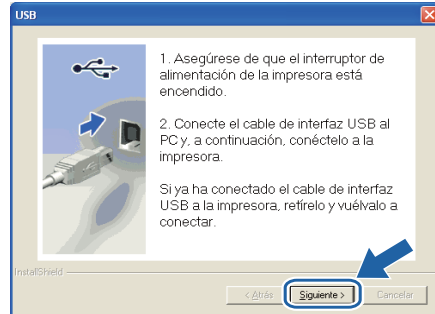 USB
1. Asegúrese de que el interruptor de
alimentación de la impresora está
encendido.
2. Conecte el cable de interfaz USB al
PC y, a continuación, conéctelo a la
impresora.
Si ya ha conectado el cable de interfaz
USB a la impresora, retírelo y vuélvalo a
conectar.
InstallShield
< Atrás
Siguiente >
Cancelar